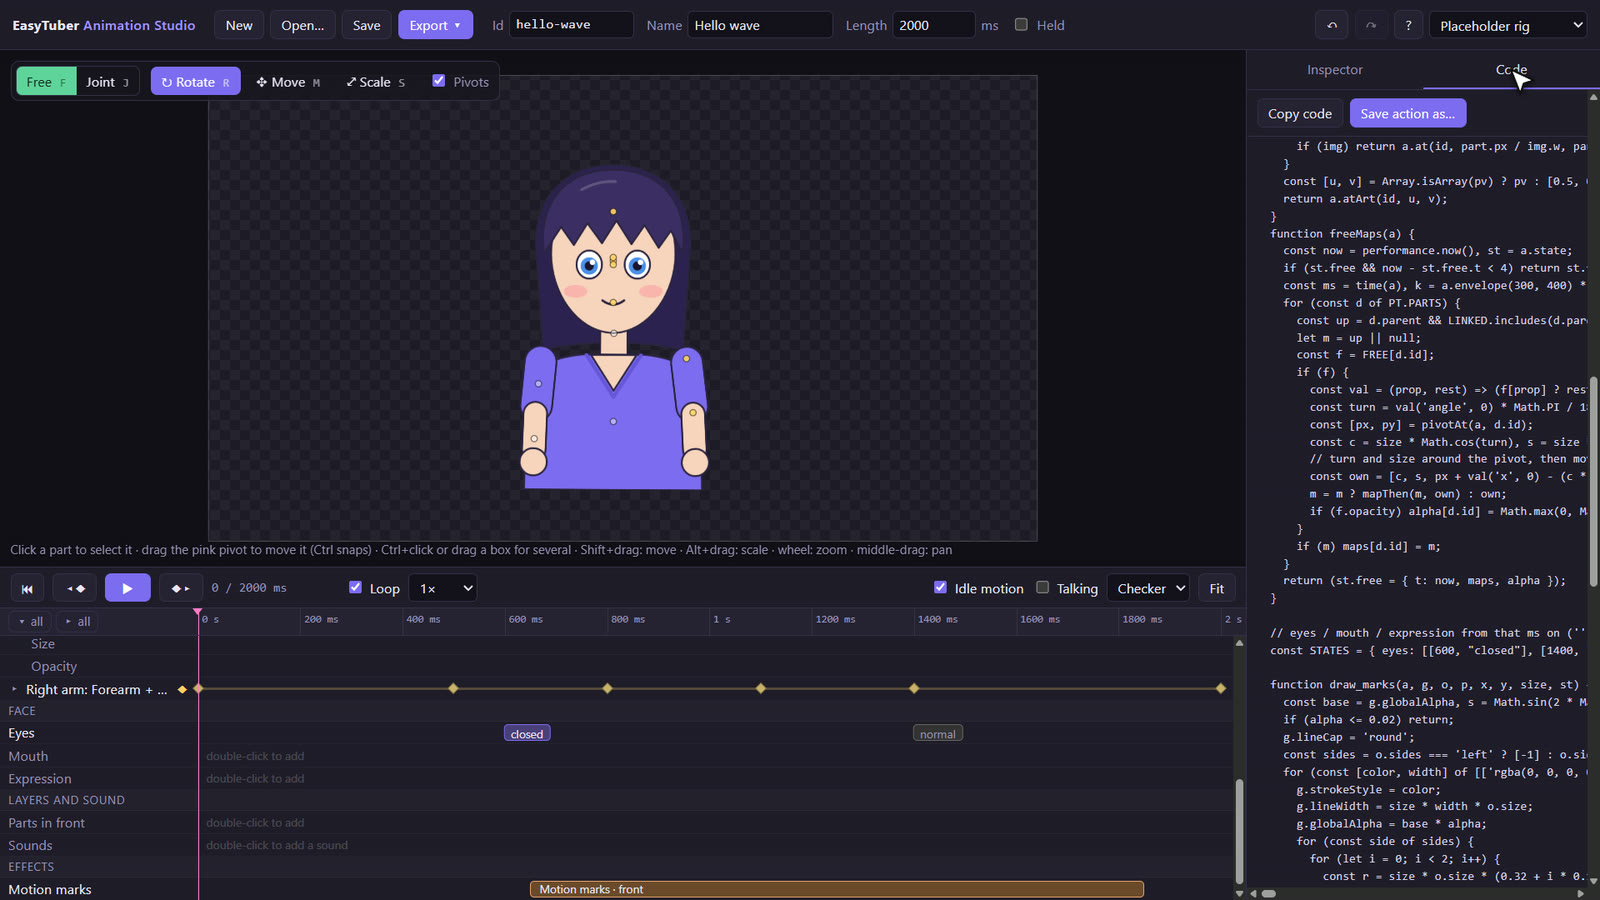 EasyTuber Animation Studio
New
Open...
Save
Export ▾
Id
hello-wave
Name
Hello wave
Length
2000
ms
Held
?
Placeholder rig
Free F
Joint J
Rotate R
Move M
Scale S
Pivots
Inspector
Code
Copy code
Save action as...
if (img) return a.at(id, part.px / img.w, pa
}
const [u, v] = Array.isArray(pv) ? pv : [0.5,
return a.atArt(id, u, v);
}
function freeMaps(a) {
const now = performance.now(), st = a.state;
if (st.free && now - st.free.t < 4) return st.
const ms = time(a), k = a.envelope(300, 400) *
for (const d of PT.PARTS) {
const up = d.parent && LINKED.includes(d.par
let m = up || null;
const f = FREE[d.id];
if (f) {
const val = (prop, rest) => (f[prop] ? res
const turn = val('angle', 0) * Math.PI / 1
const [px, py] = pivotAt(a, d.id);
const c = size * Math.cos(turn), s = size
// turn and size around the pivot, then mo
const own = [c, s, px + val('x', 0) - (c *
m = m ? mapThen(m, own) : own;
if (f.opacity) alpha[d.id] = Math.max(0, M
}
if (m) maps[d.id] = m;
}
return (st.free = { t: now, maps, alpha });
}
// eyes / mouth / expression from that ms on (''
const STATES = { eyes: [[600, "closed"], [1400,
function draw_marks(a, g, o, p, x, y, size, st)
const base = g.globalAlpha, s = Math.sin(2 * M
if (alpha <= 0.02) return;
g.lineCap = 'round';
const sides = o.sides === 'left' ? [-1] : o.si
for (const [color, width] of [['rgba(0, 0, 0,
g.strokeStyle = color;
g.lineWidth = size * width * o.size;
g.globalAlpha = base * alpha;
for (const side of sides) {
for (let i = 0; i < 2; i++) {
const r = size * o.size * (0.32 + i * 0.
Click a part to select it · drag the pink pivot to move it (Ctrl snaps) · Ctrl+click or drag a box for several · Shift+drag: move · Alt+drag: scale · wheel: zoom · middle-drag: pan
0 / 2000 ms
Loop
1×
Idle motion
Talking
Checker
Fit
▾ all
▸ all
0 s
200 ms
400 ms
600 ms
800 ms
1 s
1200 ms
1400 ms
1600 ms
1800 ms
2 s
Size
Opacity
Right arm: Forearm + ...
FACE
Eyes
closed
normal
Mouth
double-click to add
Expression
double-click to add
LAYERS AND SOUND
Parts in front
double-click to add
Sounds
double-click to add a sound
EFFECTS
Motion marks
Motion marks · front